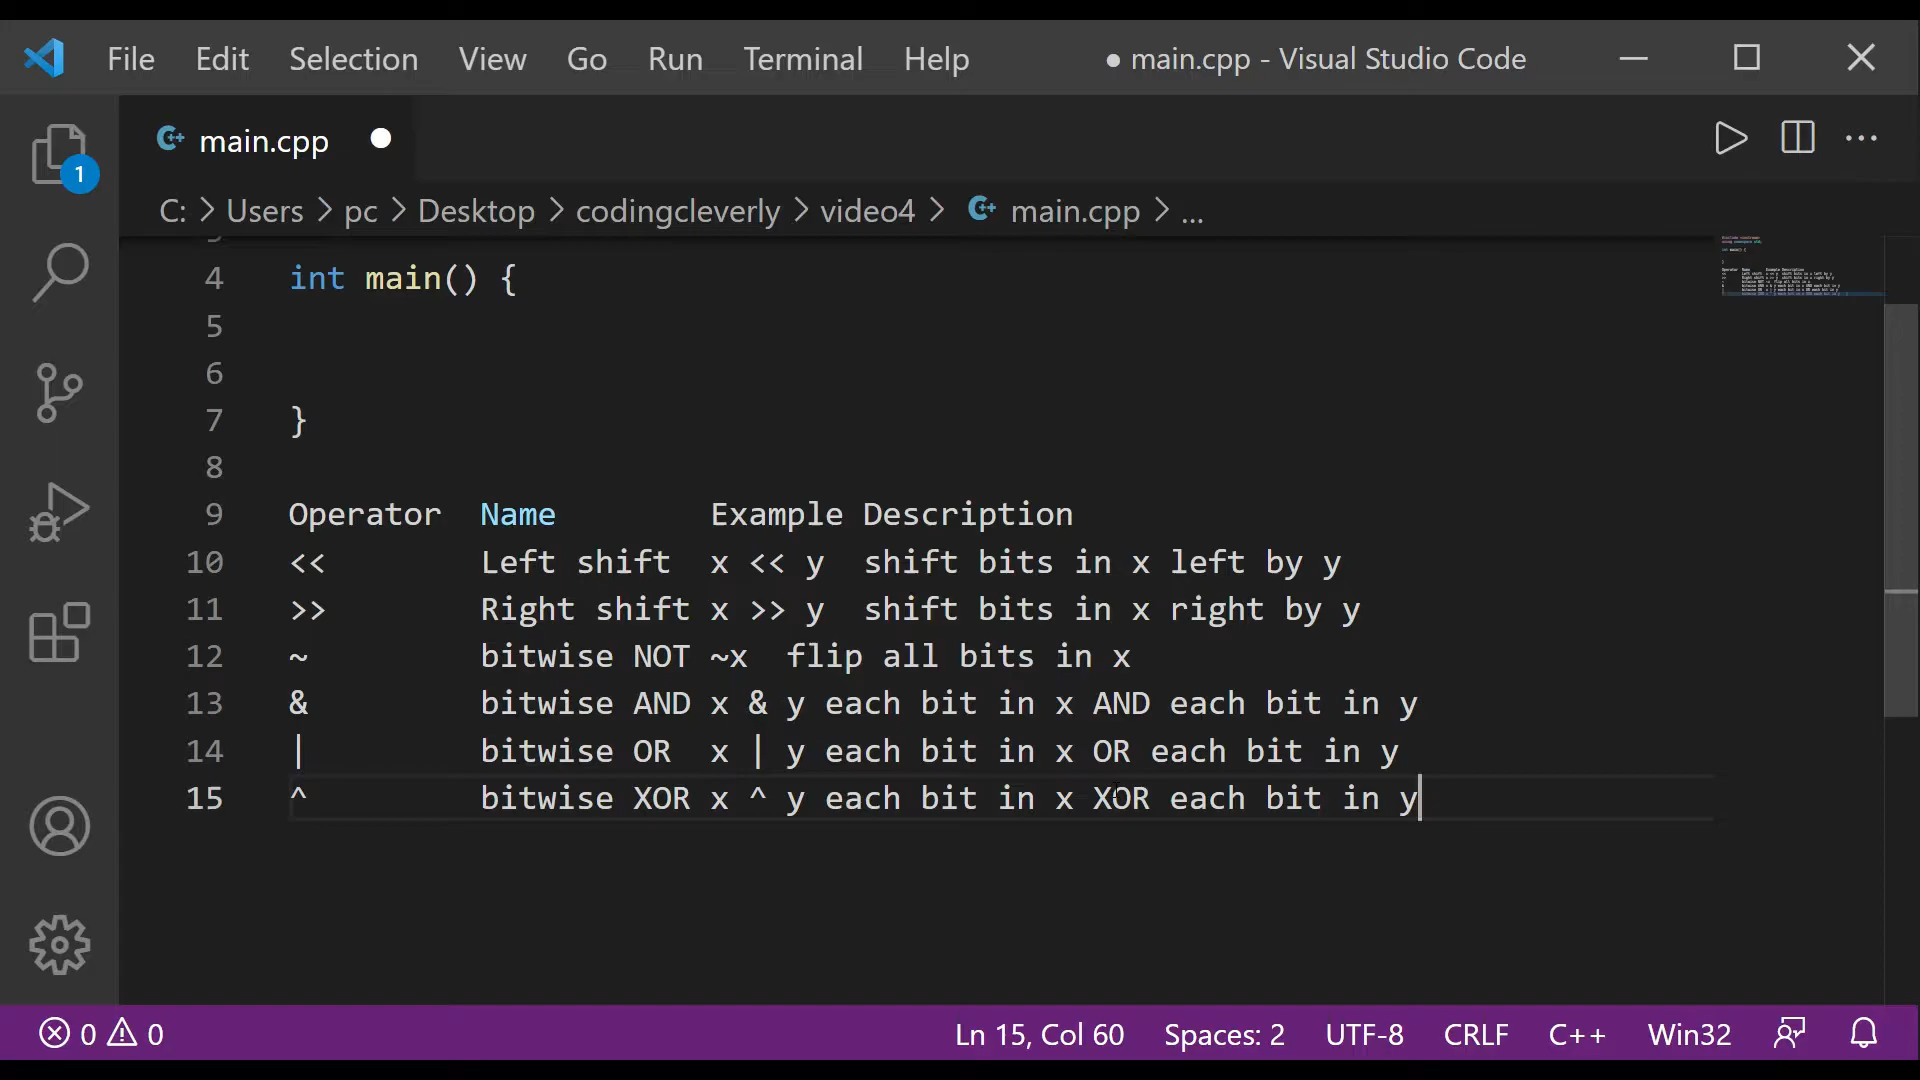 File Edit Selection View Go Run Terminal Help ● main.cpp - Visual Studio Code
main.cpp
C: > Users > pc > Desktop > codingcleverly > video4 > main.cpp > ...
1
4 int main() {
5
6
7 }
8
9 Operator Name Example Description
10 << Left shift x << y shift bits in x left by y
11 >> Right shift x >> y shift bits in x right by y
12 ~ bitwise NOT ~x flip all bits in x
13 & bitwise AND x & y each bit in x AND each bit in y
14 | bitwise OR x | y each bit in x OR each bit in y
15 ^ bitwise XOR x ^ y each bit in x XOR each bit in y
0 0 Ln 15, Col 60 Spaces: 2 UTF-8 CRLF C++ Win32